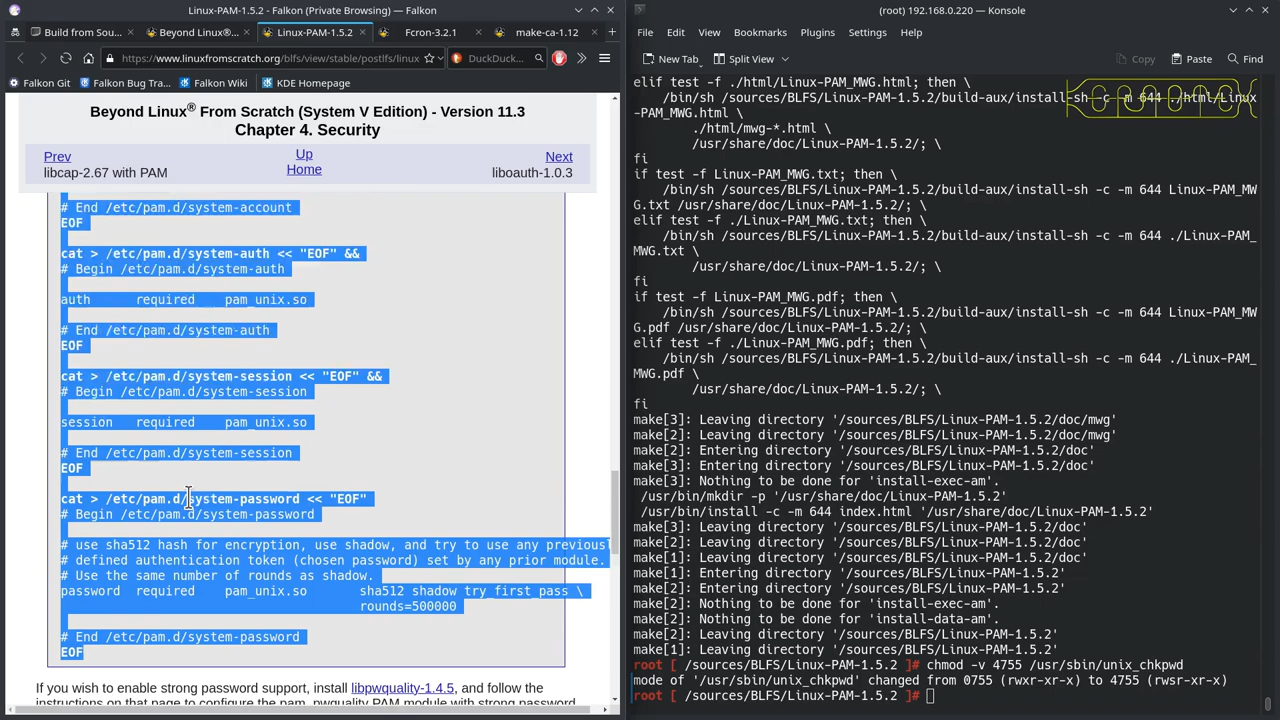 Linux-PAM-1.5.2 - Falkon (Private Browsing) — Falkon
Build from Sou...
Beyond Linux®...
Linux-PAM-1.5.2
Fcron-3.2.1
make-ca-1.12
https://www.linuxfromscratch.org/blfs/view/stable/postlfs/linux
DuckDuck...
Falkon Git
Falkon Bug Tra...
Falkon Wiki
KDE Homepage
Beyond Linux® From Scratch (System V Edition) - Version 11.3
Chapter 4. Security
Prev
Up
Next
libcap-2.67 with PAM
Home
liboauth-1.0.3
# End /etc/pam.d/system-account
EOF
cat > /etc/pam.d/system-auth << "EOF" &&
# Begin /etc/pam.d/system-auth
auth      required    pam_unix.so
# End /etc/pam.d/system-auth
EOF
cat > /etc/pam.d/system-session << "EOF" &&
# Begin /etc/pam.d/system-session
session   required    pam_unix.so
# End /etc/pam.d/system-session
EOF
cat > /etc/pam.d/system-password << "EOF"
# Begin /etc/pam.d/system-password
# use sha512 hash for encryption, use shadow, and try to use any previousl
# defined authentication token (chosen password) set by any prior module.
# Use the same number of rounds as shadow.
password  required    pam_unix.so       sha512 shadow try_first_pass \
rounds=500000
# End /etc/pam.d/system-password
EOF
If you wish to enable strong password support, install libpwquality-1.4.5, and follow the
instructions on that page to configure the pam_pwquality PAM module with strong password
(root) 192.168.0.220 — Konsole
File
Edit
View
Bookmarks
Plugins
Settings
Help
New Tab
Split View
Copy
Paste
Find
elif test -f ./html/Linux-PAM_MWG.html; then \
/bin/sh /sources/BLFS/Linux-PAM-1.5.2/build-aux/install-sh -c -m 644 ./html/Linux
-PAM_MWG.html \
./html/mwg-*.html \
/usr/share/doc/Linux-PAM-1.5.2/; \
fi
if test -f Linux-PAM_MWG.txt; then \
/bin/sh /sources/BLFS/Linux-PAM-1.5.2/build-aux/install-sh -c -m 644 Linux-PAM_MW
G.txt /usr/share/doc/Linux-PAM-1.5.2/; \
elif test -f ./Linux-PAM_MWG.txt; then \
/bin/sh /sources/BLFS/Linux-PAM-1.5.2/build-aux/install-sh -c -m 644 ./Linux-PAM_
MWG.txt \
/usr/share/doc/Linux-PAM-1.5.2/; \
fi
if test -f Linux-PAM_MWG.pdf; then \
/bin/sh /sources/BLFS/Linux-PAM-1.5.2/build-aux/install-sh -c -m 644 Linux-PAM_MW
G.pdf /usr/share/doc/Linux-PAM-1.5.2/; \
elif test -f ./Linux-PAM_MWG.pdf; then \
/bin/sh /sources/BLFS/Linux-PAM-1.5.2/build-aux/install-sh -c -m 644 ./Linux-PAM_
MWG.pdf \
/usr/share/doc/Linux-PAM-1.5.2/; \
fi
make[3]: Leaving directory '/sources/BLFS/Linux-PAM-1.5.2/doc/mwg'
make[2]: Leaving directory '/sources/BLFS/Linux-PAM-1.5.2/doc/mwg'
make[2]: Entering directory '/sources/BLFS/Linux-PAM-1.5.2/doc'
make[3]: Entering directory '/sources/BLFS/Linux-PAM-1.5.2/doc'
make[3]: Nothing to be done for 'install-exec-am'.
/usr/bin/mkdir -p '/usr/share/doc/Linux-PAM-1.5.2'
/usr/bin/install -c -m 644 index.html '/usr/share/doc/Linux-PAM-1.5.2'
make[3]: Leaving directory '/sources/BLFS/Linux-PAM-1.5.2/doc'
make[2]: Leaving directory '/sources/BLFS/Linux-PAM-1.5.2/doc'
make[1]: Leaving directory '/sources/BLFS/Linux-PAM-1.5.2/doc'
make[1]: Entering directory '/sources/BLFS/Linux-PAM-1.5.2'
make[2]: Entering directory '/sources/BLFS/Linux-PAM-1.5.2'
make[2]: Nothing to be done for 'install-exec-am'.
make[2]: Nothing to be done for 'install-data-am'.
make[2]: Leaving directory '/sources/BLFS/Linux-PAM-1.5.2'
make[1]: Leaving directory '/sources/BLFS/Linux-PAM-1.5.2'
root [ /sources/BLFS/Linux-PAM-1.5.2 ]# chmod -v 4755 /usr/sbin/unix_chkpwd
mode of '/usr/sbin/unix_chkpwd' changed from 0755 (rwxr-xr-x) to 4755 (rwsr-xr-x)
root [ /sources/BLFS/Linux-PAM-1.5.2 ]#